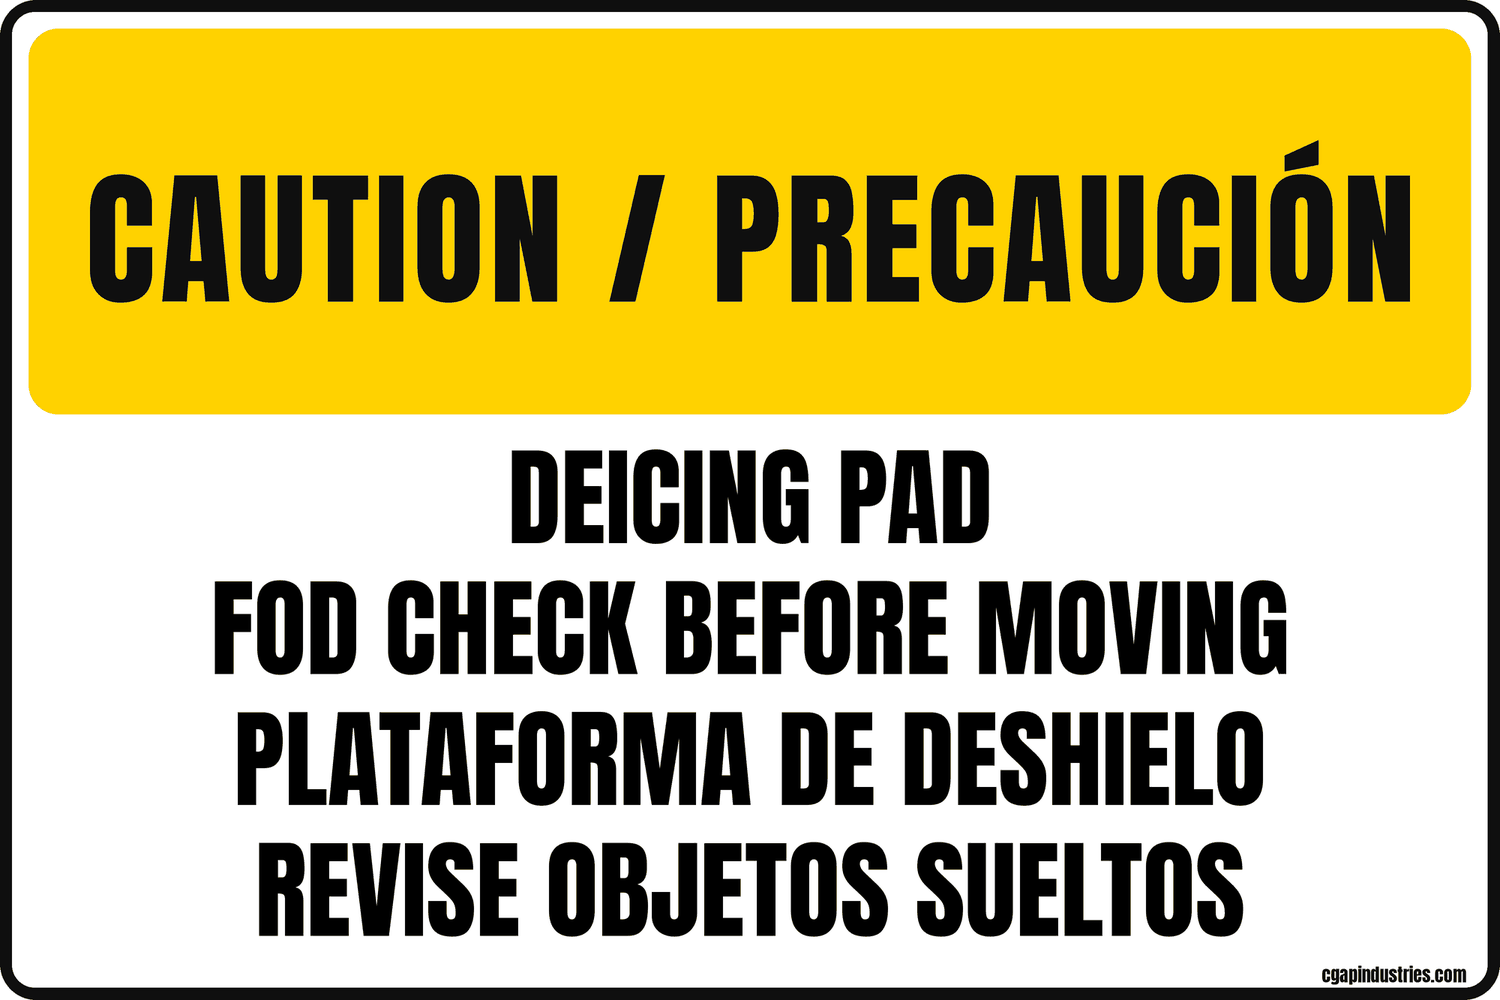 CAUTION / PRECAUCIÓN
DEICING PAD
FOD CHECK BEFORE MOVING
PLATAFORMA DE DESHIELO
REVISE OBJETOS SUELTOS
cgapindustries.com